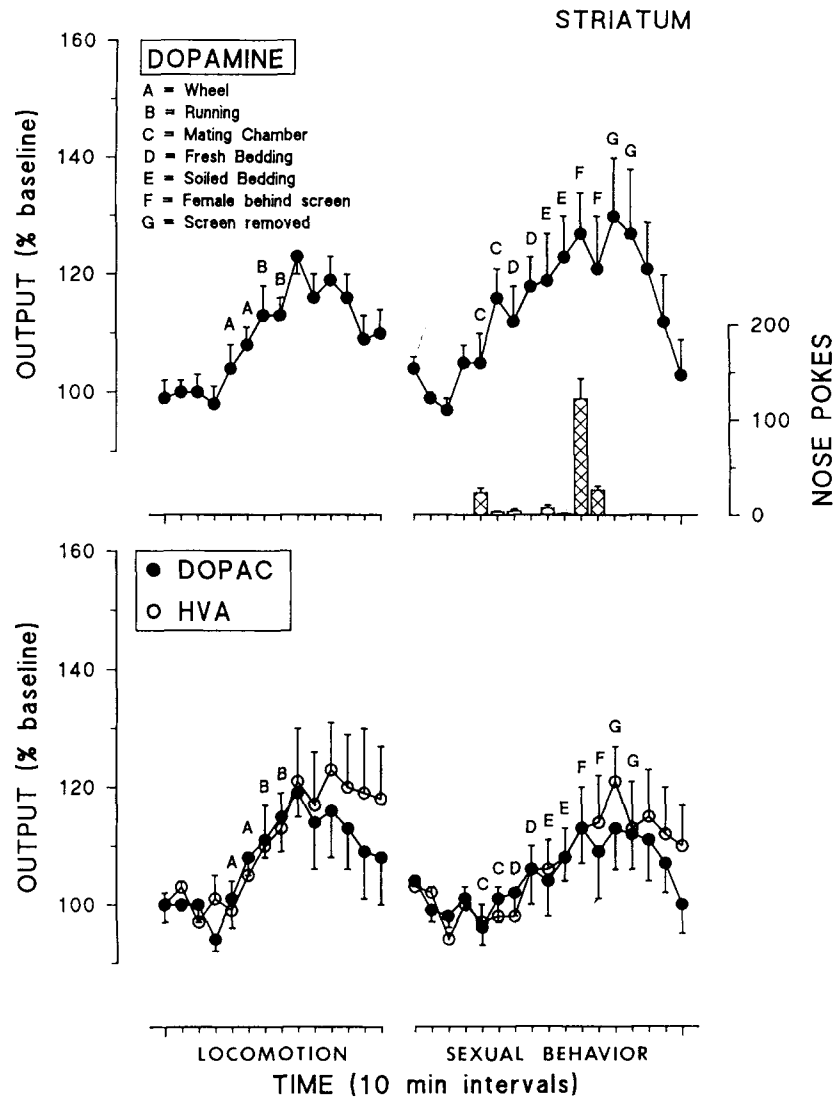 STRIATUM
160
140
120
100
OUTPUT (% baseline)
DOPAMINE
A = Wheel
B = Running
C = Mating Chamber
D = Fresh Bedding
E = Soiled Bedding
F = Female behind screen
G = Screen removed
A
A
B
B
C
C
D
D
E
E
F
F
G
G
200
100
0
NOSE POKES
160
140
120
100
OUTPUT (% baseline)
DOPAC
HVA
A
A
B
B
C
C
D
D
E
E
F
F
G
G
LOCOMOTION
SEXUAL BEHAVIOR
TIME (10 min intervals)